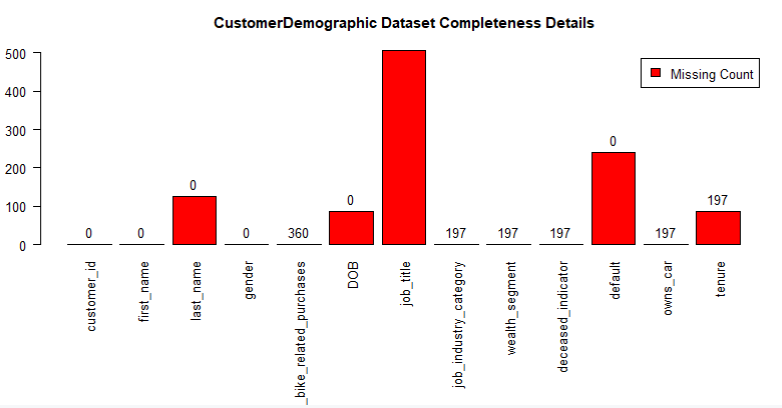 CustomerDemographic Dataset Completeness Details
Missing Count
500
400
300
200
100
0
0
0
0
0
360
0
197
197
197
0
197
197
customer_id
first_name
last_name
gender
_bike_related_purchases
DOB
job_title
job_industry_category
wealth_segment
deceased_indicator
default
owns_car
tenure